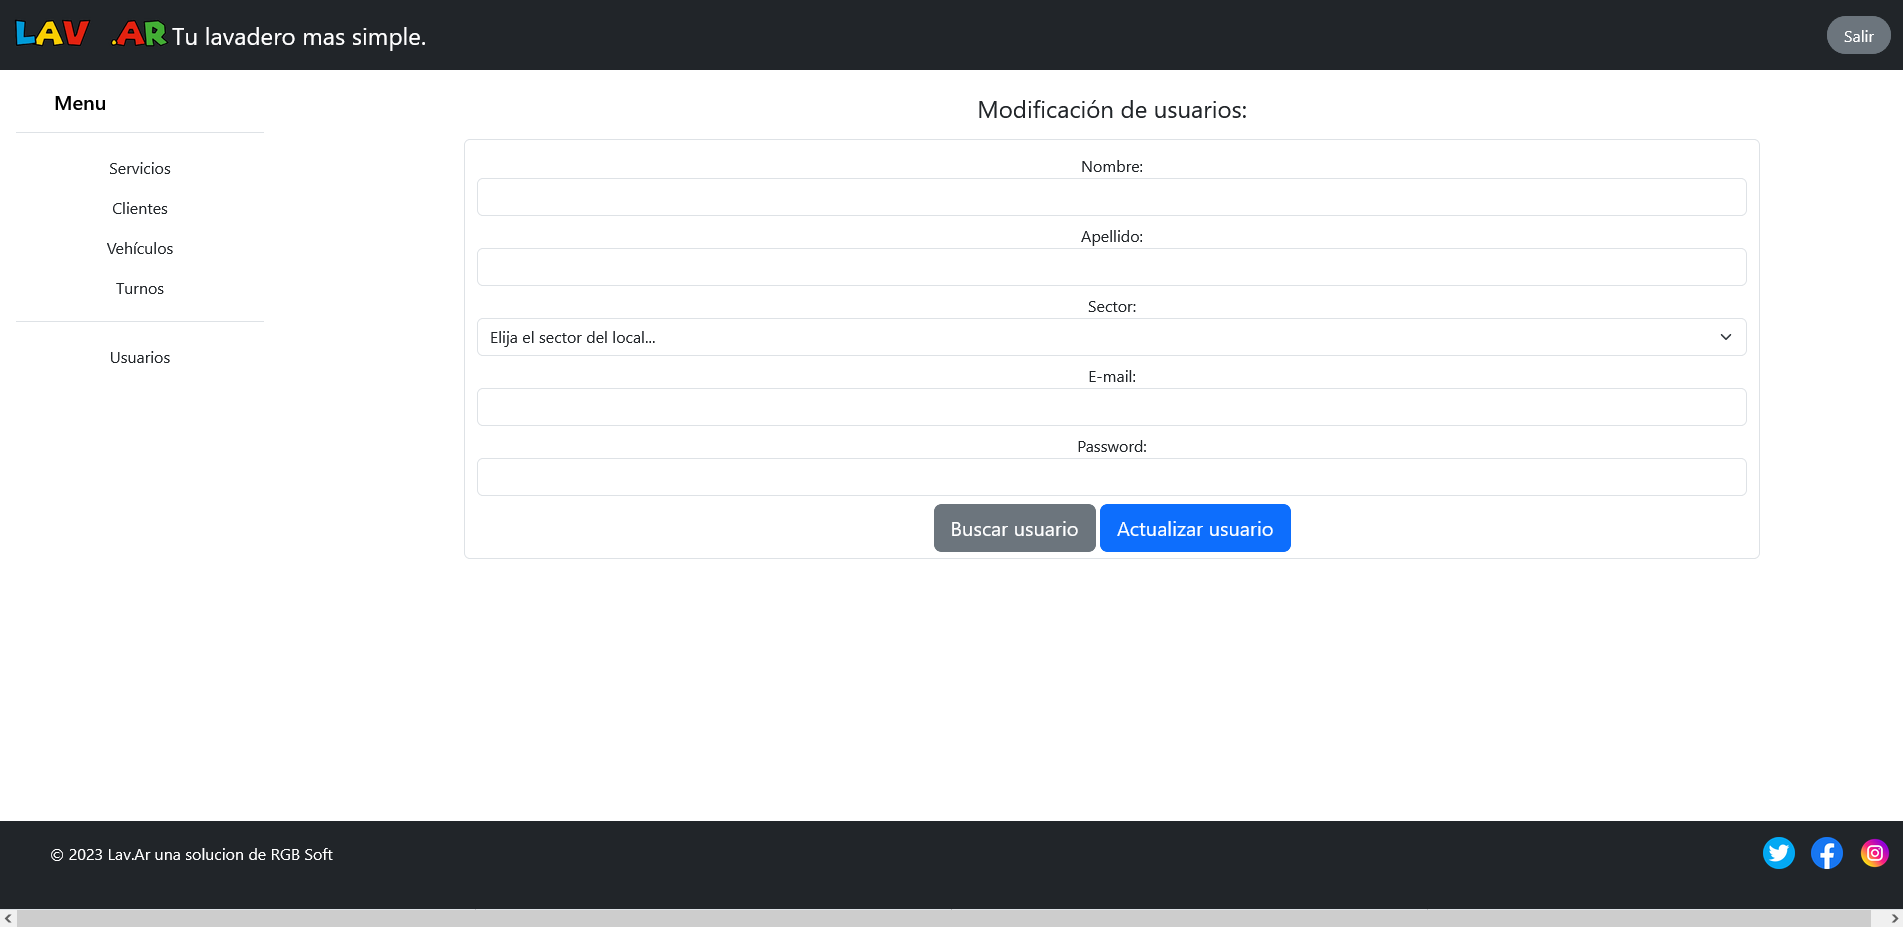 LAV .AR Tu lavadero mas simple.
Salir
Menu
Servicios
Clientes
Vehículos
Turnos
Usuarios
Modificación de usuarios:
Nombre:
Apellido:
Sector:
Elija el sector del local...
E-mail:
Password:
Buscar usuario Actualizar usuario
© 2023 Lav.Ar una solucion de RGB Soft